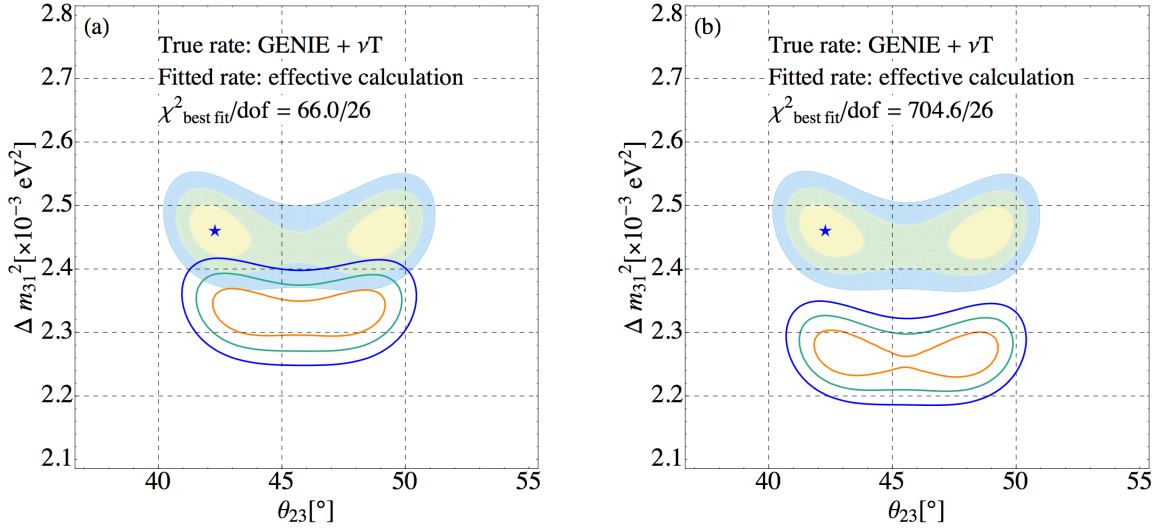 (a)
True rate: GENIE + νT
Fitted rate: effective calculation
χ² best fit/dof = 66.0/26
2.8
2.7
2.6
2.5
2.4
2.3
2.2
2.1
Δ m₃₁² [×10⁻³ eV²]
40 45 50 55
θ₂₃[°]
(b)
True rate: GENIE + νT
Fitted rate: effective calculation
χ² best fit/dof = 704.6/26
2.8
2.7
2.6
2.5
2.4
2.3
2.2
2.1
Δ m₃₁² [×10⁻³ eV²]
40 45 50 55
θ₂₃[°]